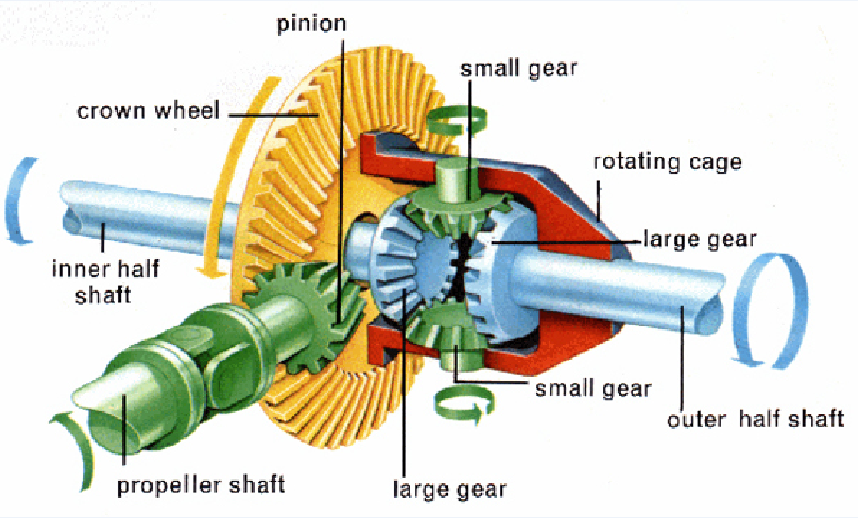 pinion
small gear
crown wheel
rotating cage
large gear
inner half
shaft
small gear
outer half shaft
propeller shaft
large gear